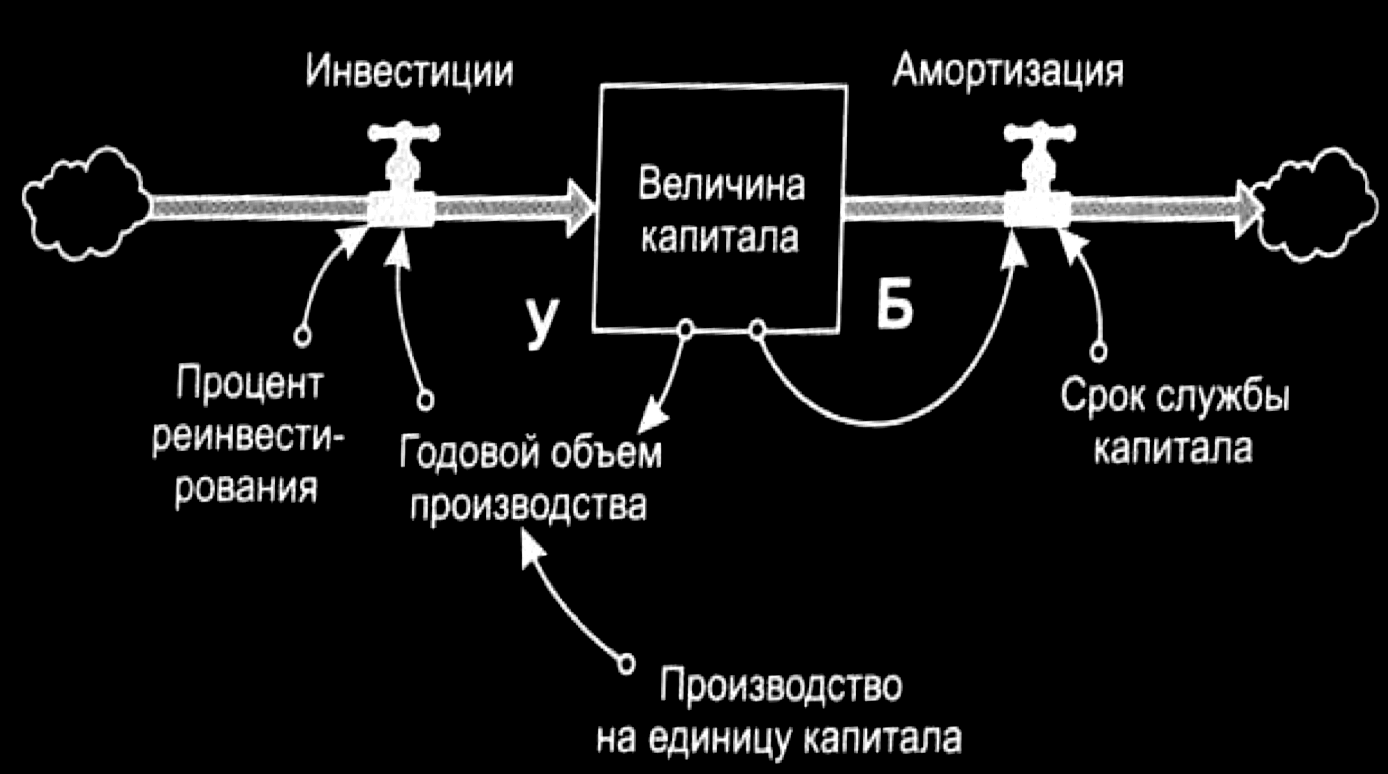 Инвестиции
Амортизация
Величина
капитала
У
Б
Процент
реинвести-
рования
Годовой объем
производства
Срок службы
капитала
Производство
на единицу капитала